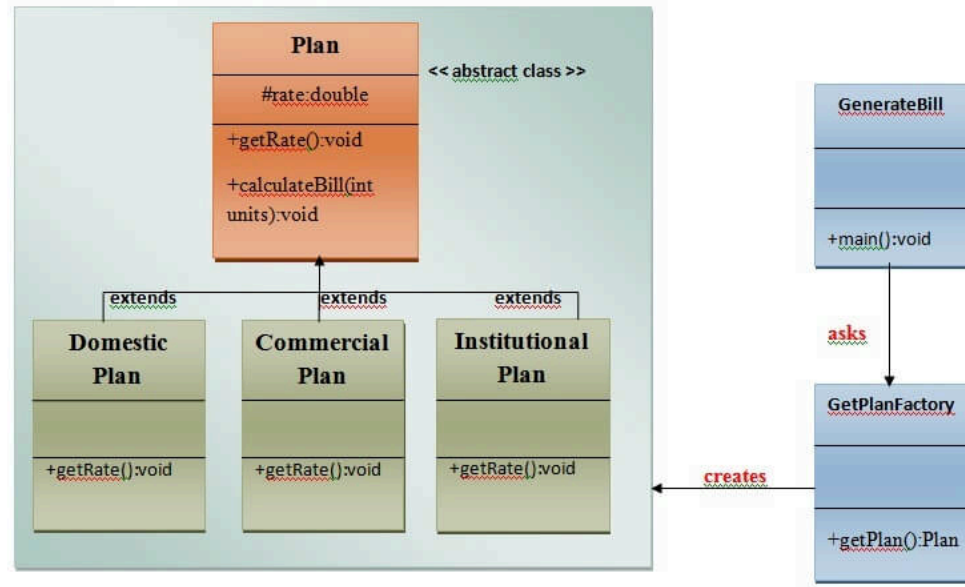 Plan
<< abstract class >>
#rate:double
+getRate():void
+calculateBill(int
units):void
extends
extends
extends
Domestic
Plan
+getRate():void
Commercial
Plan
+getRate():void
Institutional
Plan
+getRate():void
GenerateBill
+main():void
asks
GetPlanFactory
+getPlan():Plan
creates